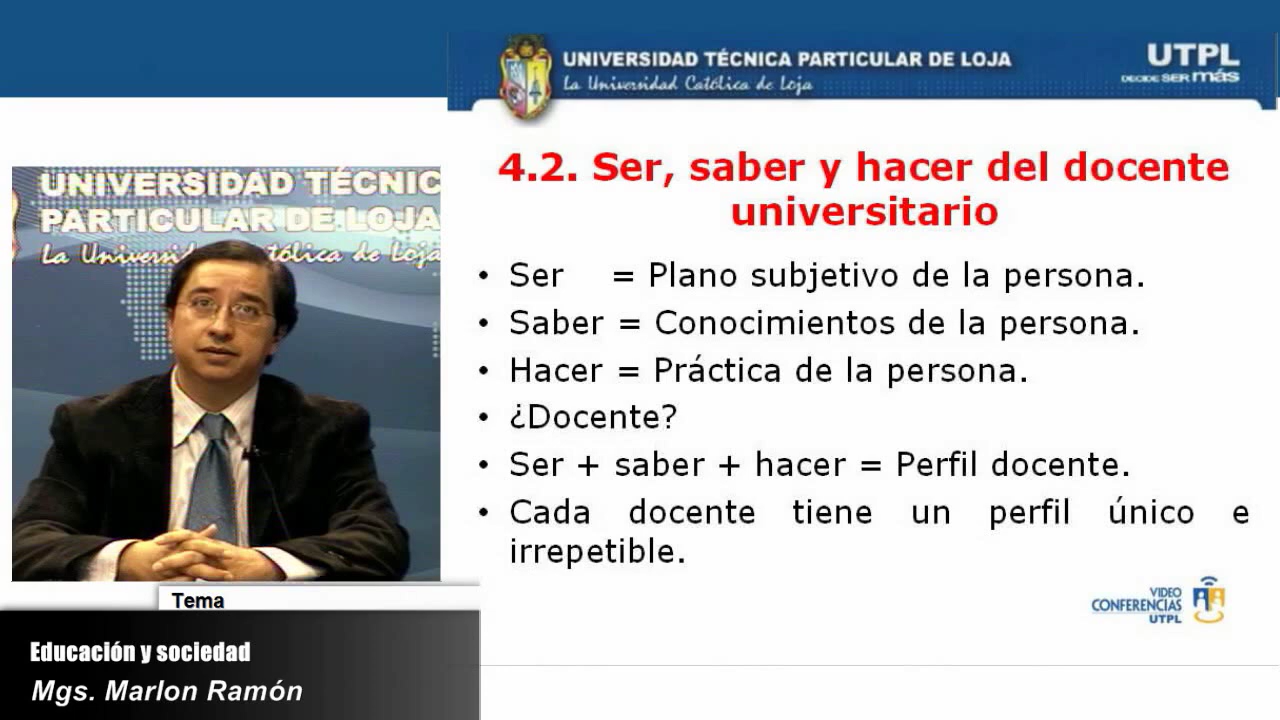 UNIVERSIDAD TÉCNICA PARTICULAR DE LOJA
La Universidad Católica de Loja
UTPL
DECIDE SER MÁS
4.2. Ser, saber y hacer del docente
universitario
• Ser = Plano subjetivo de la persona.
• Saber = Conocimientos de la persona.
• Hacer = Práctica de la persona.
• ¿Docente?
• Ser + saber + hacer = Perfil docente.
• Cada docente tiene un perfil único e
irrepetible.
VIDEO
CONFERENCIAS
UTPL
UNIVERSIDAD TÉCNIC
PARTICULAR DE LOJA
La Universi tólica de Loja
Tema
Educación y sociedad
Mgs. Marlon Ramón